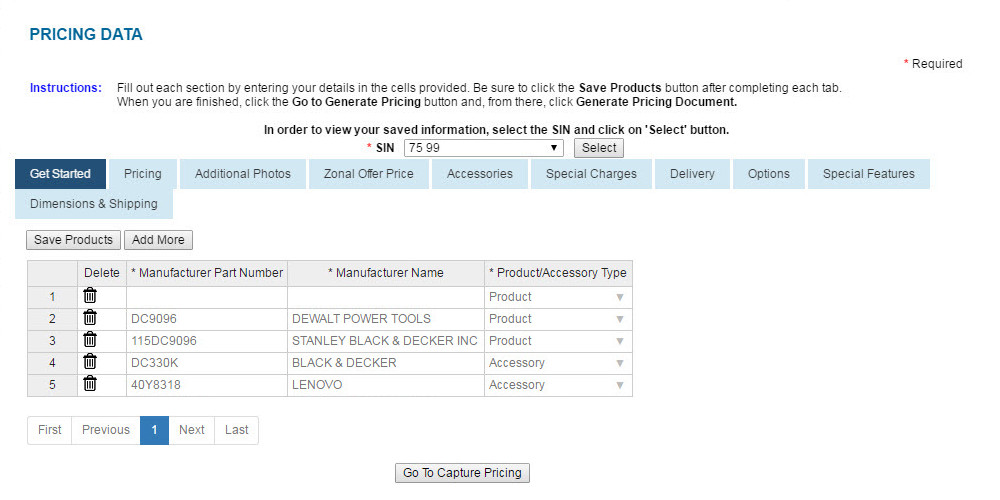 PRICING DATA
* Required
Instructions: Fill out each section by entering your details in the cells provided. Be sure to click the Save Products button after completing each tab.
When you are finished, click the Go to Generate Pricing button and, from there, click Generate Pricing Document.
In order to view your saved information, select the SIN and click on 'Select' button.
* SIN 75 99 Select
Get Started Pricing Additional Photos Zonal Offer Price Accessories Special Charges Delivery Options Special Features
Dimensions & Shipping
Save Products Add More
Delete * Manufacturer Part Number * Manufacturer Name * Product/Accessory Type
1 Product
2 DC9096 DEWALT POWER TOOLS Product
3 115DC9096 STANLEY BLACK & DECKER INC Product
4 DC330K BLACK & DECKER Accessory
5 40Y8318 LENOVO Accessory
First Previous 1 Next Last
Go To Capture Pricing